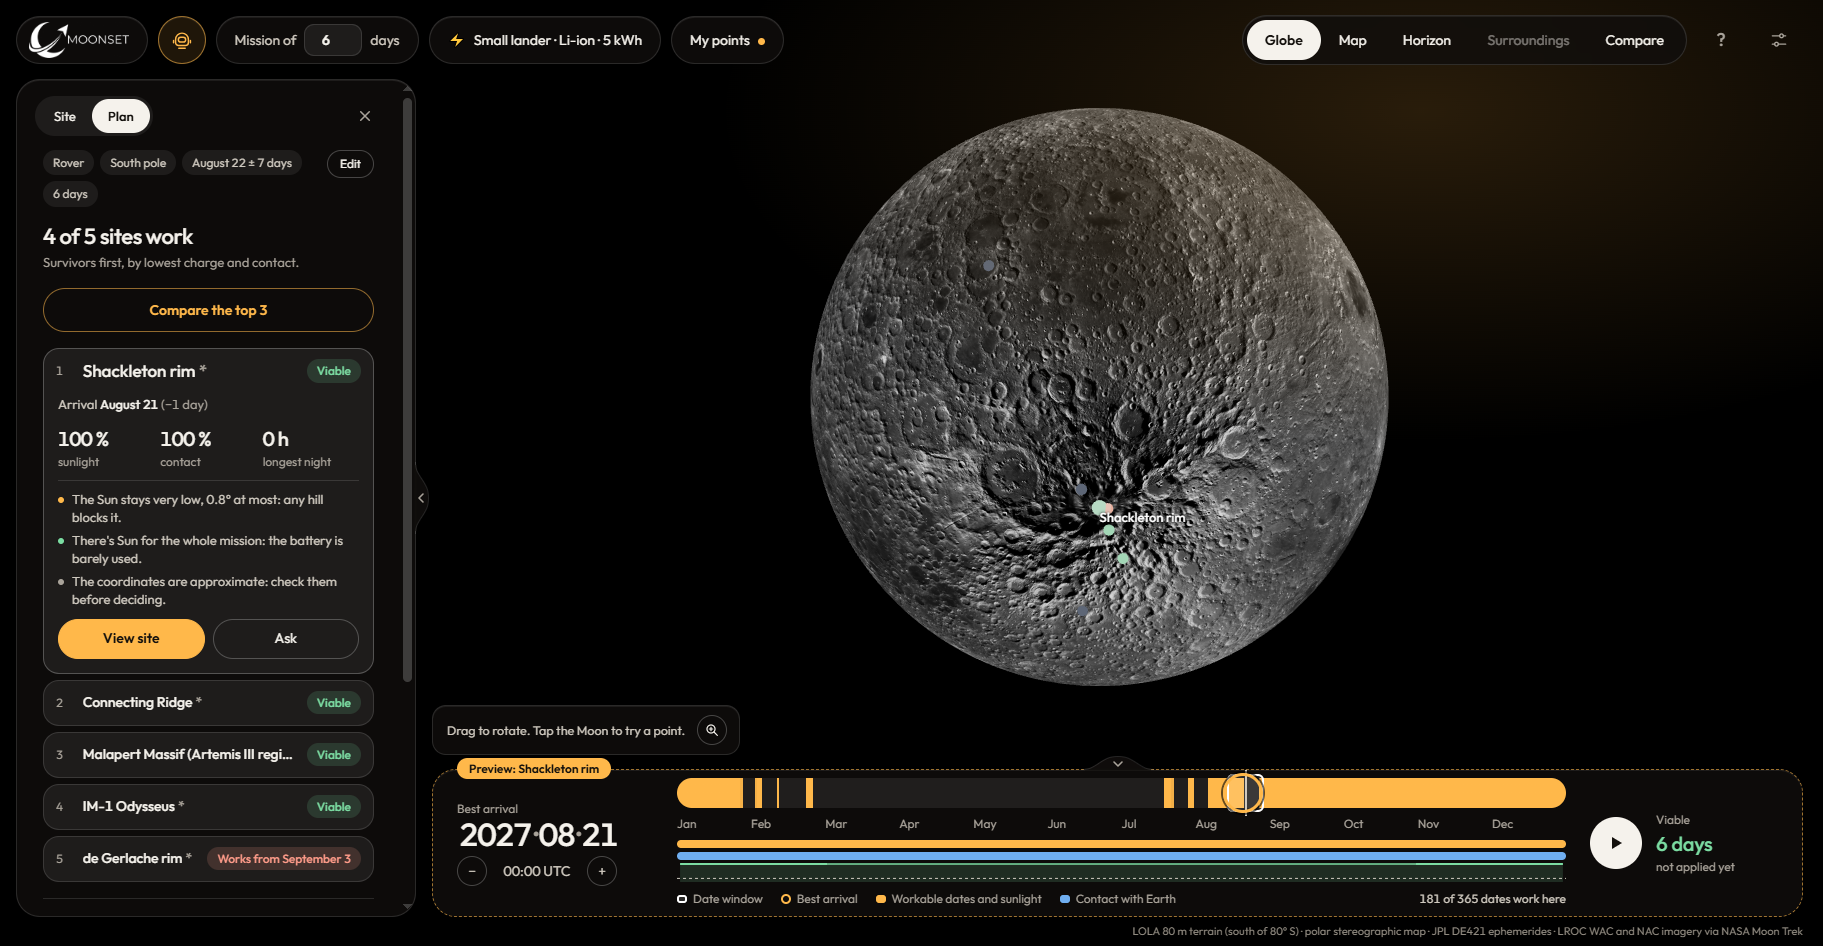 MOONSET
Mission of 6 days
Small lander · Li-ion · 5 kWh
My points
Globe
Map
Horizon
Surroundings
Compare
?
Site
Plan
Rover
South pole
August 22 ± 7 days
Edit
6 days
4 of 5 sites work
Survivors first, by lowest charge and contact.
Compare the top 3
1 Shackleton rim * Viable
Arrival August 21 (−1 day)
100 % 100 % 0 h
sunlight contact longest night
The Sun stays very low, 0.8° at most: any hill
blocks it.
There's Sun for the whole mission: the battery is
barely used.
The coordinates are approximate: check them
before deciding.
View site
Ask
2 Connecting Ridge * Viable
3 Malapert Massif (Artemis III regi... Viable
4 IM-1 Odysseus * Viable
5 de Gerlache rim * Works from September 3
Shackleton rim
Drag to rotate. Tap the Moon to try a point.
Preview: Shackleton rim
Best arrival
2027·08·21
− 00:00 UTC +
Jan Feb Mar Apr May Jun Jul Aug Sep Oct Nov Dec
Date window
Best arrival
Workable dates and sunlight
Contact with Earth
181 of 365 dates work here
Viable
6 days
not applied yet
LOLA 80 m terrain (south of 80° S) · polar stereographic map · JPL DE421 ephemerides · LROC WAC and NAC imagery via NASA Moon Trek